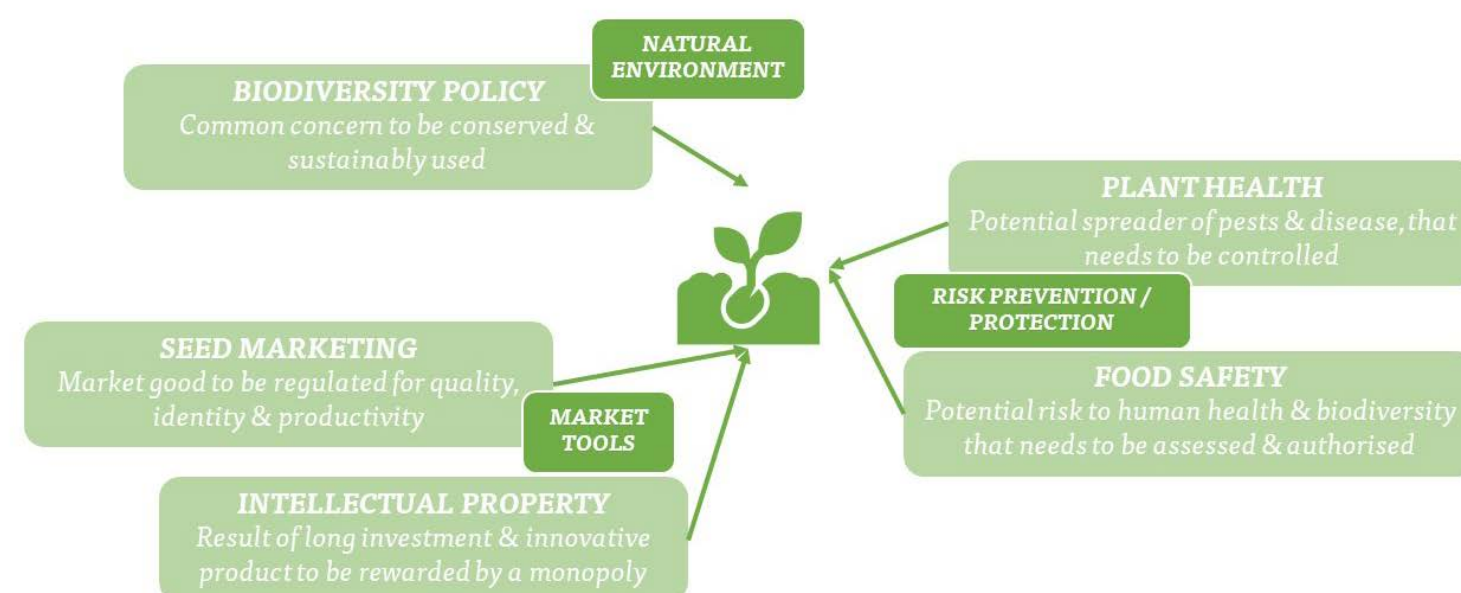 NATURAL
ENVIRONMENT
BIODIVERSITY POLICY
Common concern to be conserved &
sustainably used
PLANT HEALTH
Potential spreader of pests & disease, that
needs to be controlled
RISK PREVENTION /
PROTECTION
SEED MARKETING
Market good to be regulated for quality,
identity & productivity
MARKET
TOOLS
FOOD SAFETY
Potential risk to human health & biodiversity
that needs to be assessed & authorised
INTELLECTUAL PROPERTY
Result of long investment & innovative
product to be rewarded by a monopoly